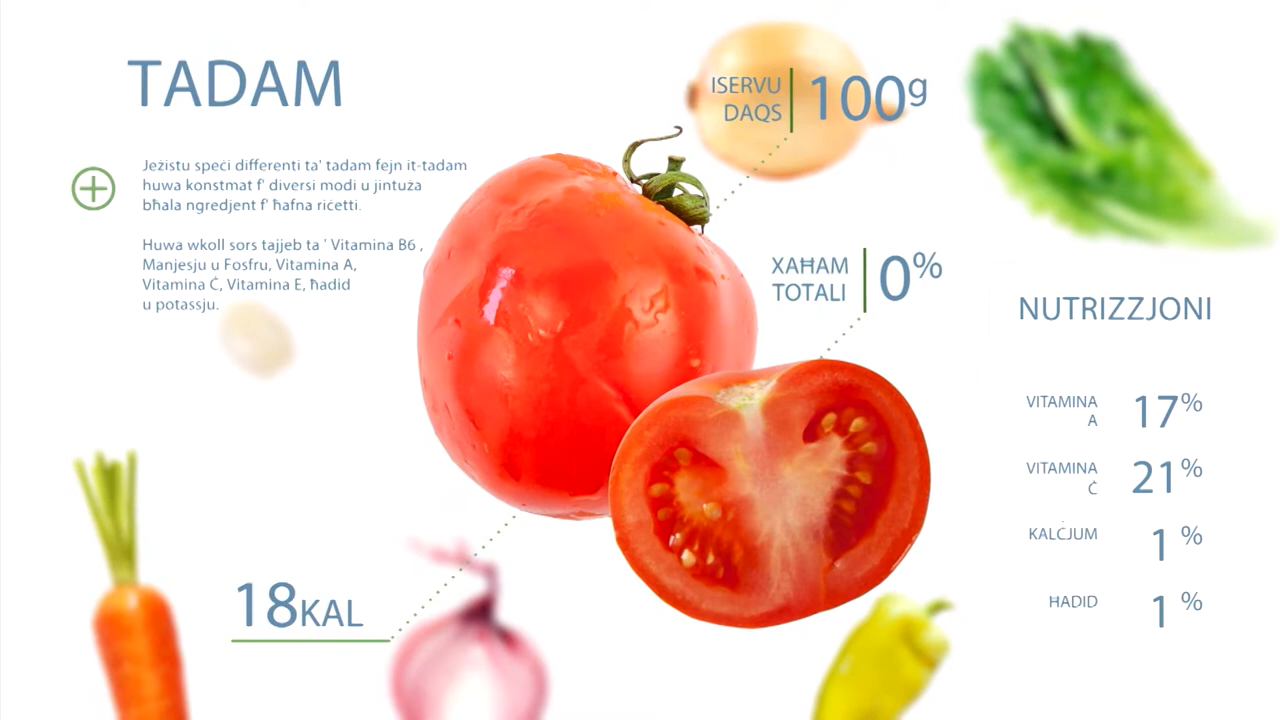 TADAM
Jeżistu speċi differenti ta' tadam fejn it-tadam
huwa konstmat f' diversi modi u jintuża
bħala ngredjent f' ħafna riċetti.
Huwa wkoll sors tajjeb ta ' Vitamina B6 ,
Manjesju u Fosfru, Vitamina A,
Vitamina Ċ, Vitamina E, ħadid
u potassju.
ISERVU
DAQS
100g
XAĦAM
TOTALI
0%
18KAL
NUTRIZZJONI
VITAMINA
A
17%
VITAMINA
Ċ
21%
KALĊJUM
1 %
ĦADID
1 %